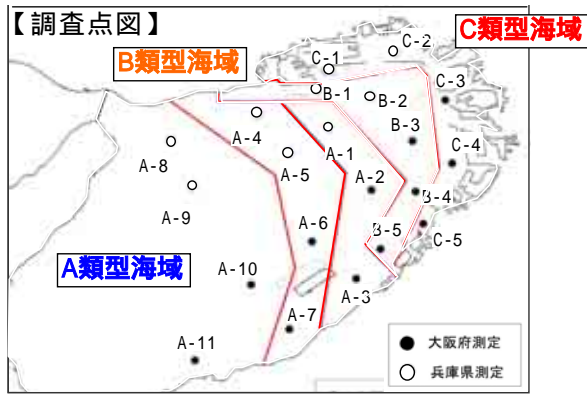 【調査点図】
C類型海域
B類型海域
C-1
C-2
C-3
B-1
B-2
A-4
B-3
A-8
A-5
A-1
C-4
A-2
B-4
A-9
A-6
B-5
C-5
A類型海域
A-10
A-3
A-7
A-11
● 大阪府測定
○ 兵庫県測定